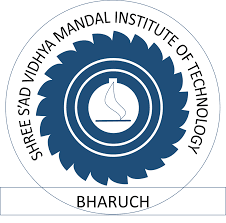 SHREE S'AD VIDHYA MANDAL INSTITUTE OF TECHNOLOGY
BHARUCH